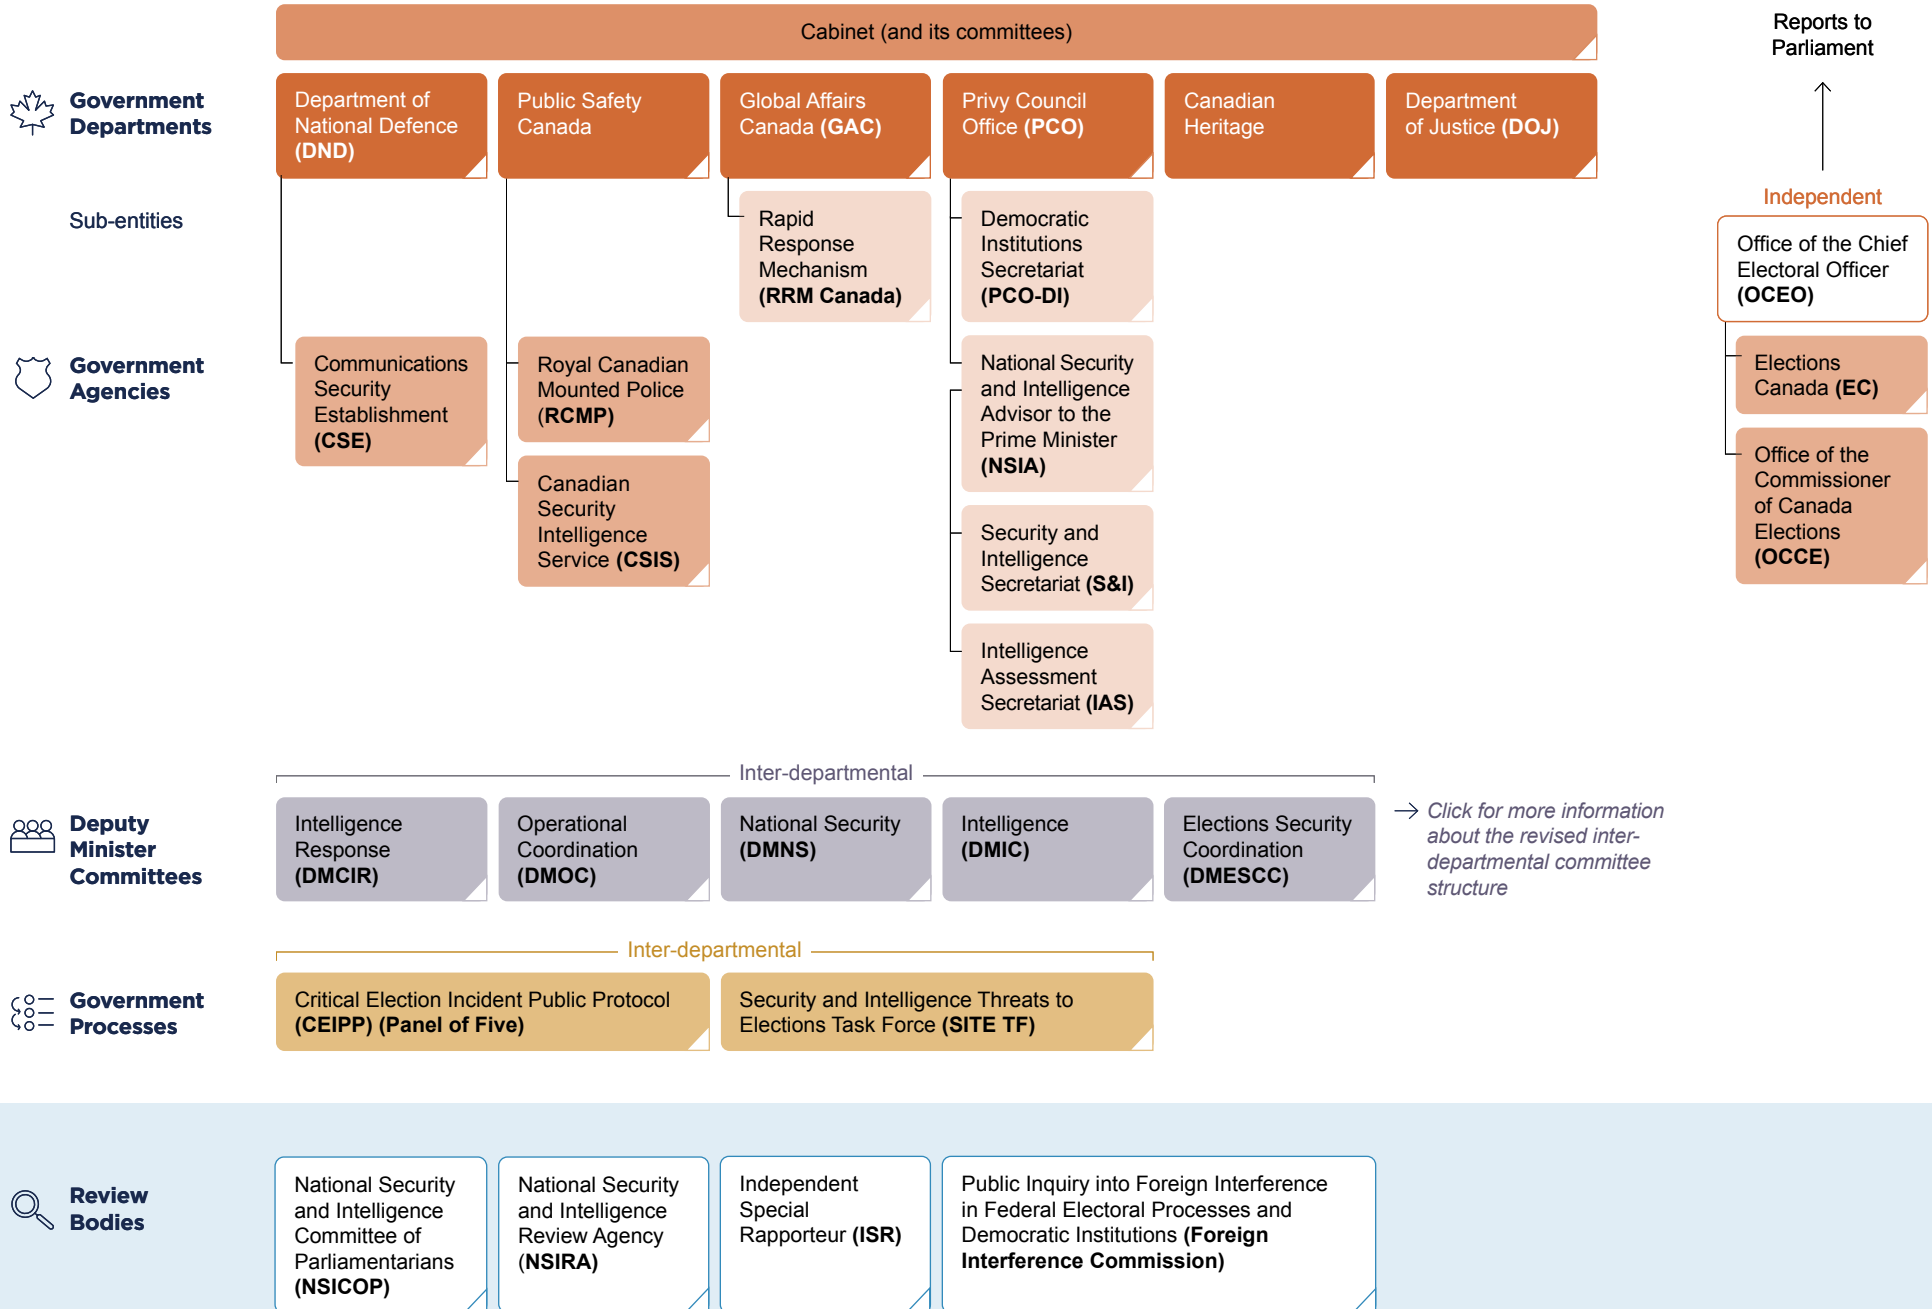 Cabinet (and its committees)
Reports to
Parliament
Government
Departments
Department of
National Defence
(DND)
Public Safety
Canada
Global Affairs
Canada (GAC)
Privy Council
Office (PCO)
Canadian
Heritage
Department
of Justice (DOJ)
Independent
Sub-entities
Rapid
Response
Mechanism
(RRM Canada)
Democratic
Institutions
Secretariat
(PCO-DI)
Office of the Chief
Electoral Officer
(OCEO)
Government
Agencies
Communications
Security
Establishment
(CSE)
Royal Canadian
Mounted Police
(RCMP)
Canadian
Security
Intelligence
Service (CSIS)
National Security
and Intelligence
Advisor to the
Prime Minister
(NSIA)
Security and
Intelligence
Secretariat (S&I)
Intelligence
Assessment
Secretariat (IAS)
Elections
Canada (EC)
Office of the
Commissioner
of Canada
Elections
(OCCE)
Inter-departmental
Deputy
Minister
Committees
Intelligence
Response
(DMCIR)
Operational
Coordination
(DMOC)
National Security
(DMNS)
Intelligence
(DMIC)
Elections Security
Coordination
(DMESCC)
Click for more information
about the revised inter-
departmental committee
structure
Inter-departmental
Government
Processes
Critical Election Incident Public Protocol
(CEIPP) (Panel of Five)
Security and Intelligence Threats to
Elections Task Force (SITE TF)
Review
Bodies
National Security
and Intelligence
Committee of
Parliamentarians
(NSICOP)
National Security
and Intelligence
Review Agency
(NSIRA)
Independent
Special
Rapporteur (ISR)
Public Inquiry into Foreign Interference
in Federal Electoral Processes and
Democratic Institutions (Foreign
Interference Commission)